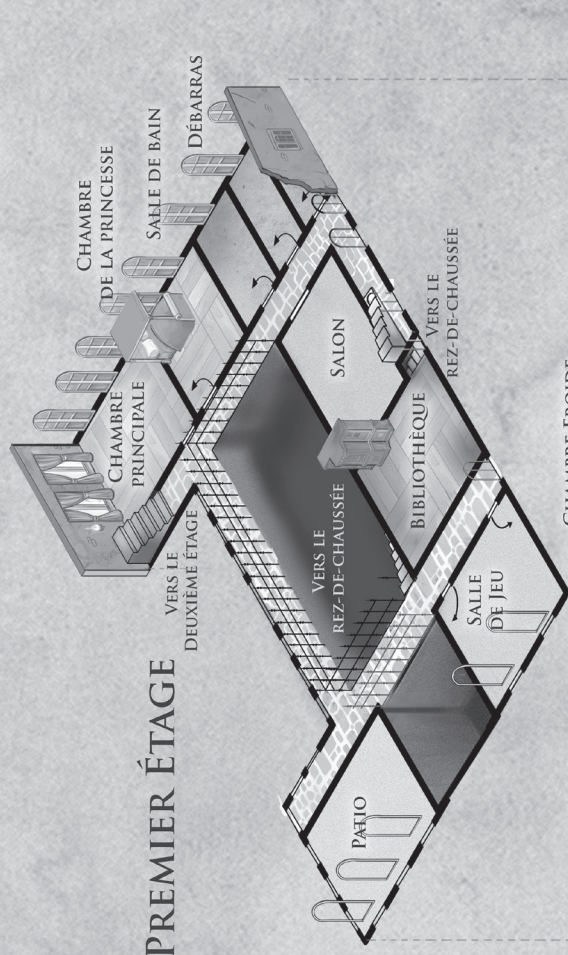 PREMIER ÉTAGE
CHAMBRE
DE LA PRINCESSE
SALLE DE BAIN
DÉBARRAS
CHAMBRE
PRINCIPALE
VERS LE
DEUXIÈME ÉTAGE
SALON
VERS LE
REZ-DE-CHAUSSÉE
VERS LE
REZ-DE-CHAUSSÉE
BIBLIOTHÈQUE
SALLE
DE JEU
PATIO